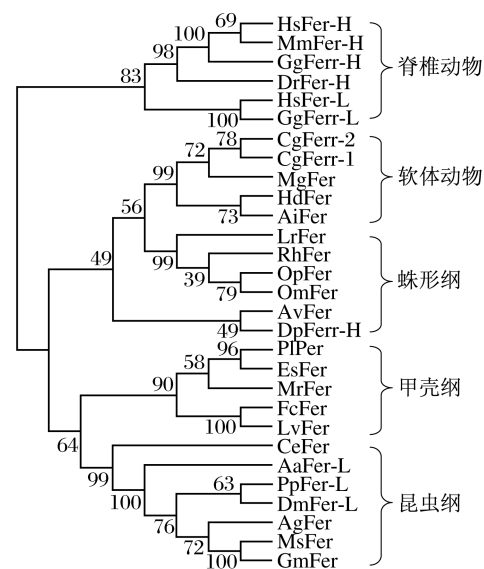 69
HsFer-H
100
MmFer-H
98
GgFerr-H
脊椎动物
83
DrFer-H
HsFer-L
100
GgFerr-L
78
CgFerr-2
72
CgFerr-1
99
MgFer
软体动物
HdFer
56
73
AiFer
LrFer
99
RhFer
49
39
OpFer
蛛形纲
79
OmFer
AvFer
49
DpFerr-H
96
PlPer
58
EsFer
90
MrFer
甲壳纲
FcFer
100
LvFer
64
CeFer
99
AaFer-L
100
63
PpFer-L
DmFer-L
昆虫纲
76
AgFer
72
MsFer
100
GmFer